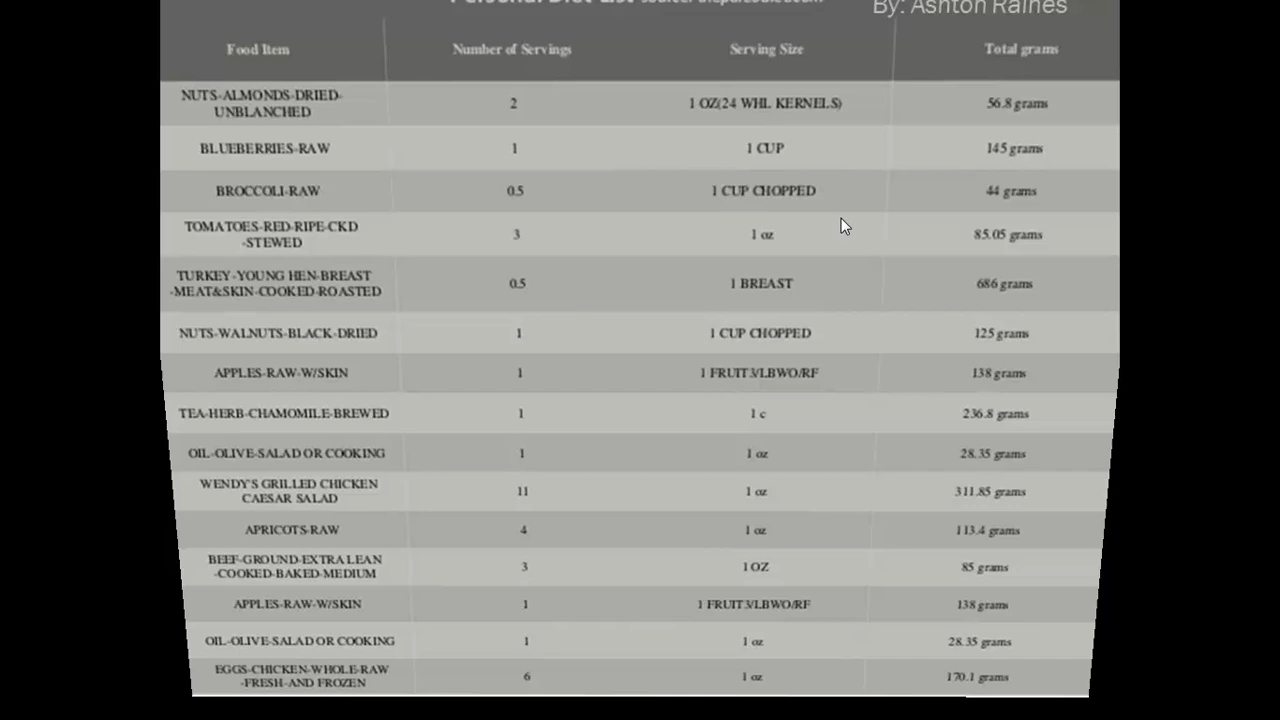 By: Ashton Raines
Food Item Number of Servings Serving Size Total grams
NUTS-ALMONDS-DRIED-
UNBLANCHED 2 1 OZ(24 WHL KERNELS) 56.8 grams
BLUEBERRIES-RAW 1 1 CUP 145 grams
BROCCOLI-RAW 0.5 1 CUP CHOPPED 44 grams
TOMATOES-RED-RIPE-CKD
-STEWED 3 1 oz 85.05 grams
TURKEY-YOUNG HEN-BREAST
-MEAT&SKIN-COOKED-ROASTED 0.5 1 BREAST 686 grams
NUTS-WALNUTS-BLACK-DRIED 1 1 CUP CHOPPED 125 grams
APPLES-RAW-W/SKIN 1 1 FRUIT3/LBWO/RF 138 grams
TEA-HERB-CHAMOMILE-BREWED 1 1 c 236.8 grams
OIL-OLIVE-SALAD OR COOKING 1 1 oz 28.35 grams
WENDY'S GRILLED CHICKEN
CAESAR SALAD 11 1 oz 311.85 grams
APRICOTS-RAW 4 1 oz 113.4 grams
BEEF-GROUND-EXTRA LEAN
-COOKED-BAKED-MEDIUM 3 1 OZ 85 grams
APPLES-RAW-W/SKIN 1 1 FRUIT3/LBWO/RF 138 grams
OIL-OLIVE-SALAD OR COOKING 1 1 oz 28.35 grams
EGGS-CHICKEN-WHOLE-RAW
-FRESH-AND FROZEN 6 1 oz 170.1 grams